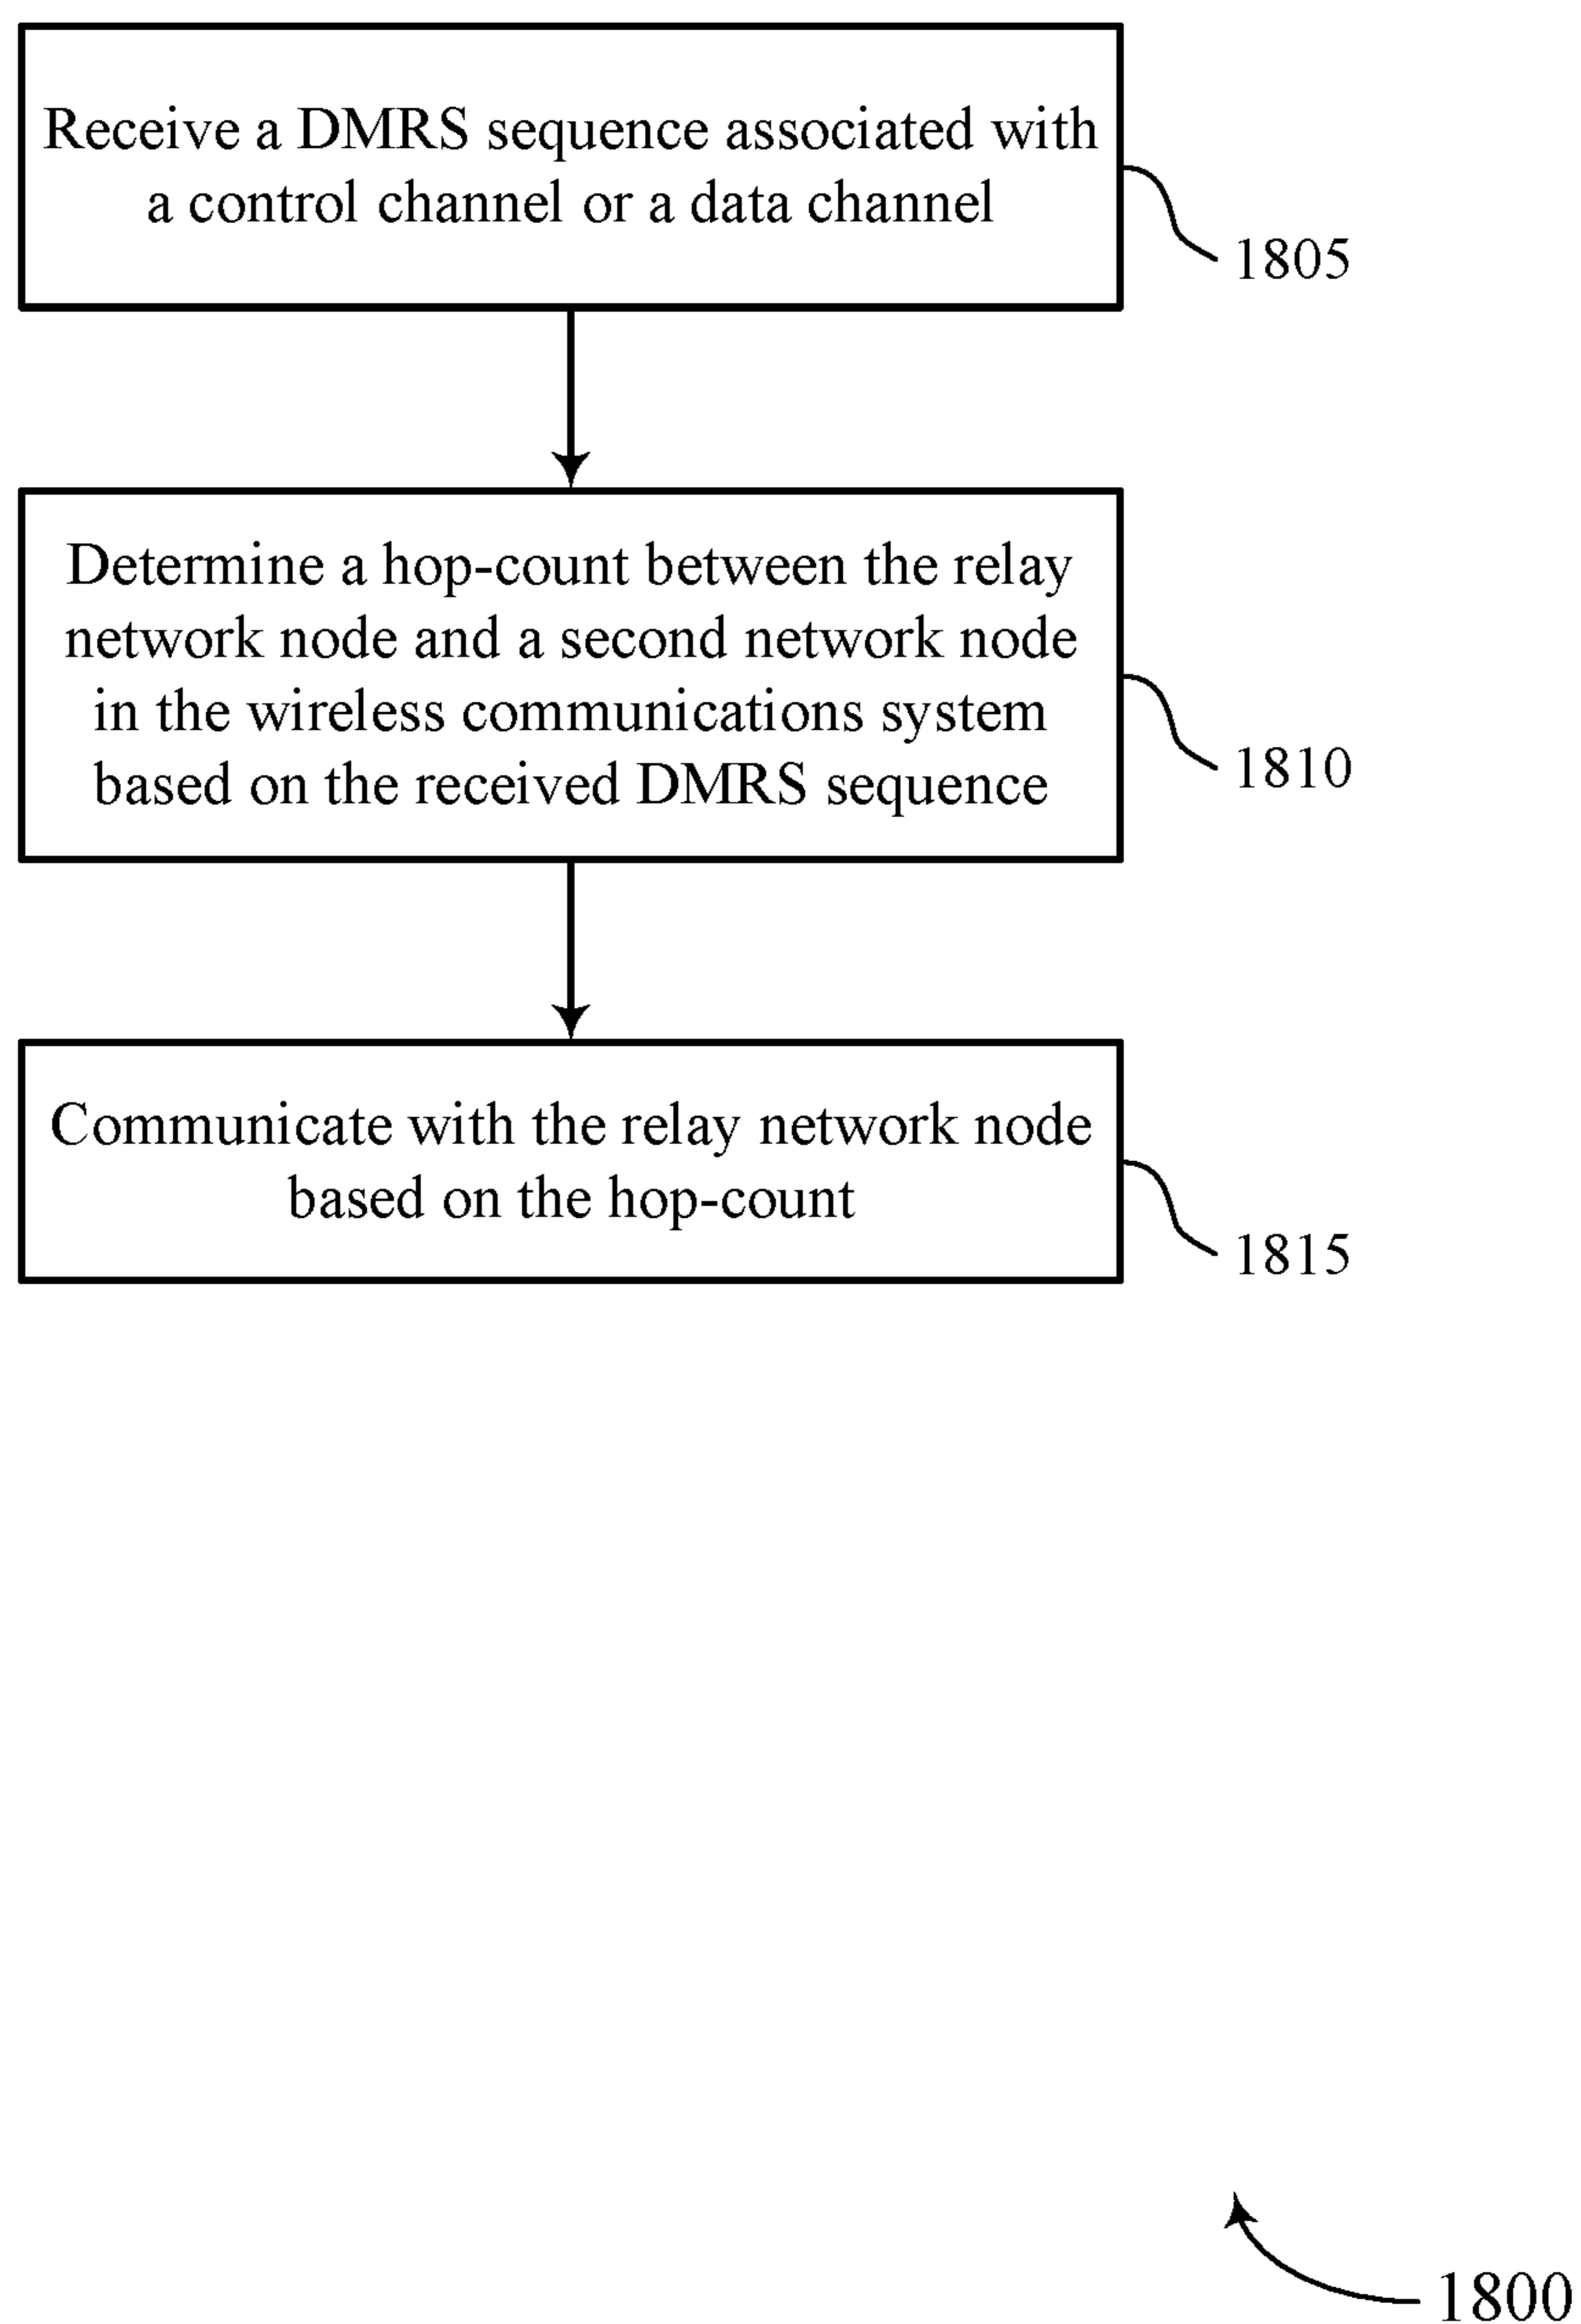 Receive a DMRS sequence associated with
a control channel or a data channel
1805
Determine a hop-count between the relay
network node and a second network node
in the wireless communications system
based on the received DMRS sequence
1810
Communicate with the relay network node
based on the hop-count
1815
1800